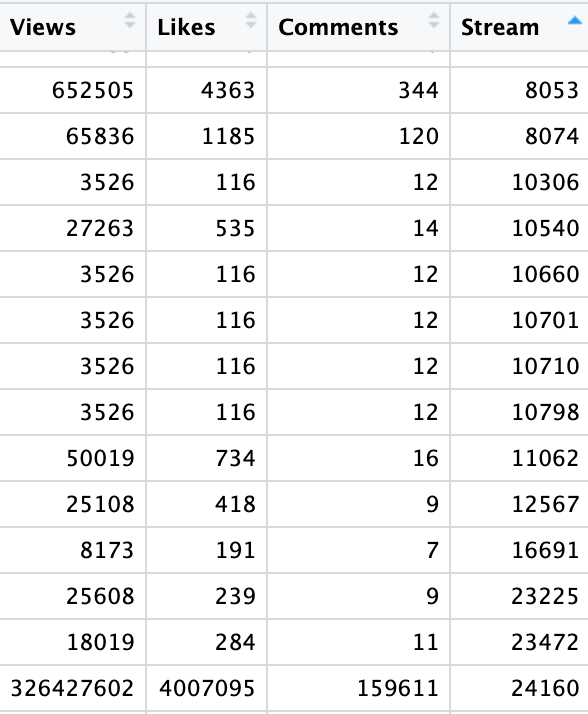 Views Likes Comments Stream
652505 4363 344 8053
65836 1185 120 8074
3526 116 12 10306
27263 535 14 10540
3526 116 12 10660
3526 116 12 10701
3526 116 12 10710
3526 116 12 10798
50019 734 16 11062
25108 418 9 12567
8173 191 7 16691
25608 239 9 23225
18019 284 11 23472
326427602 4007095 159611 24160